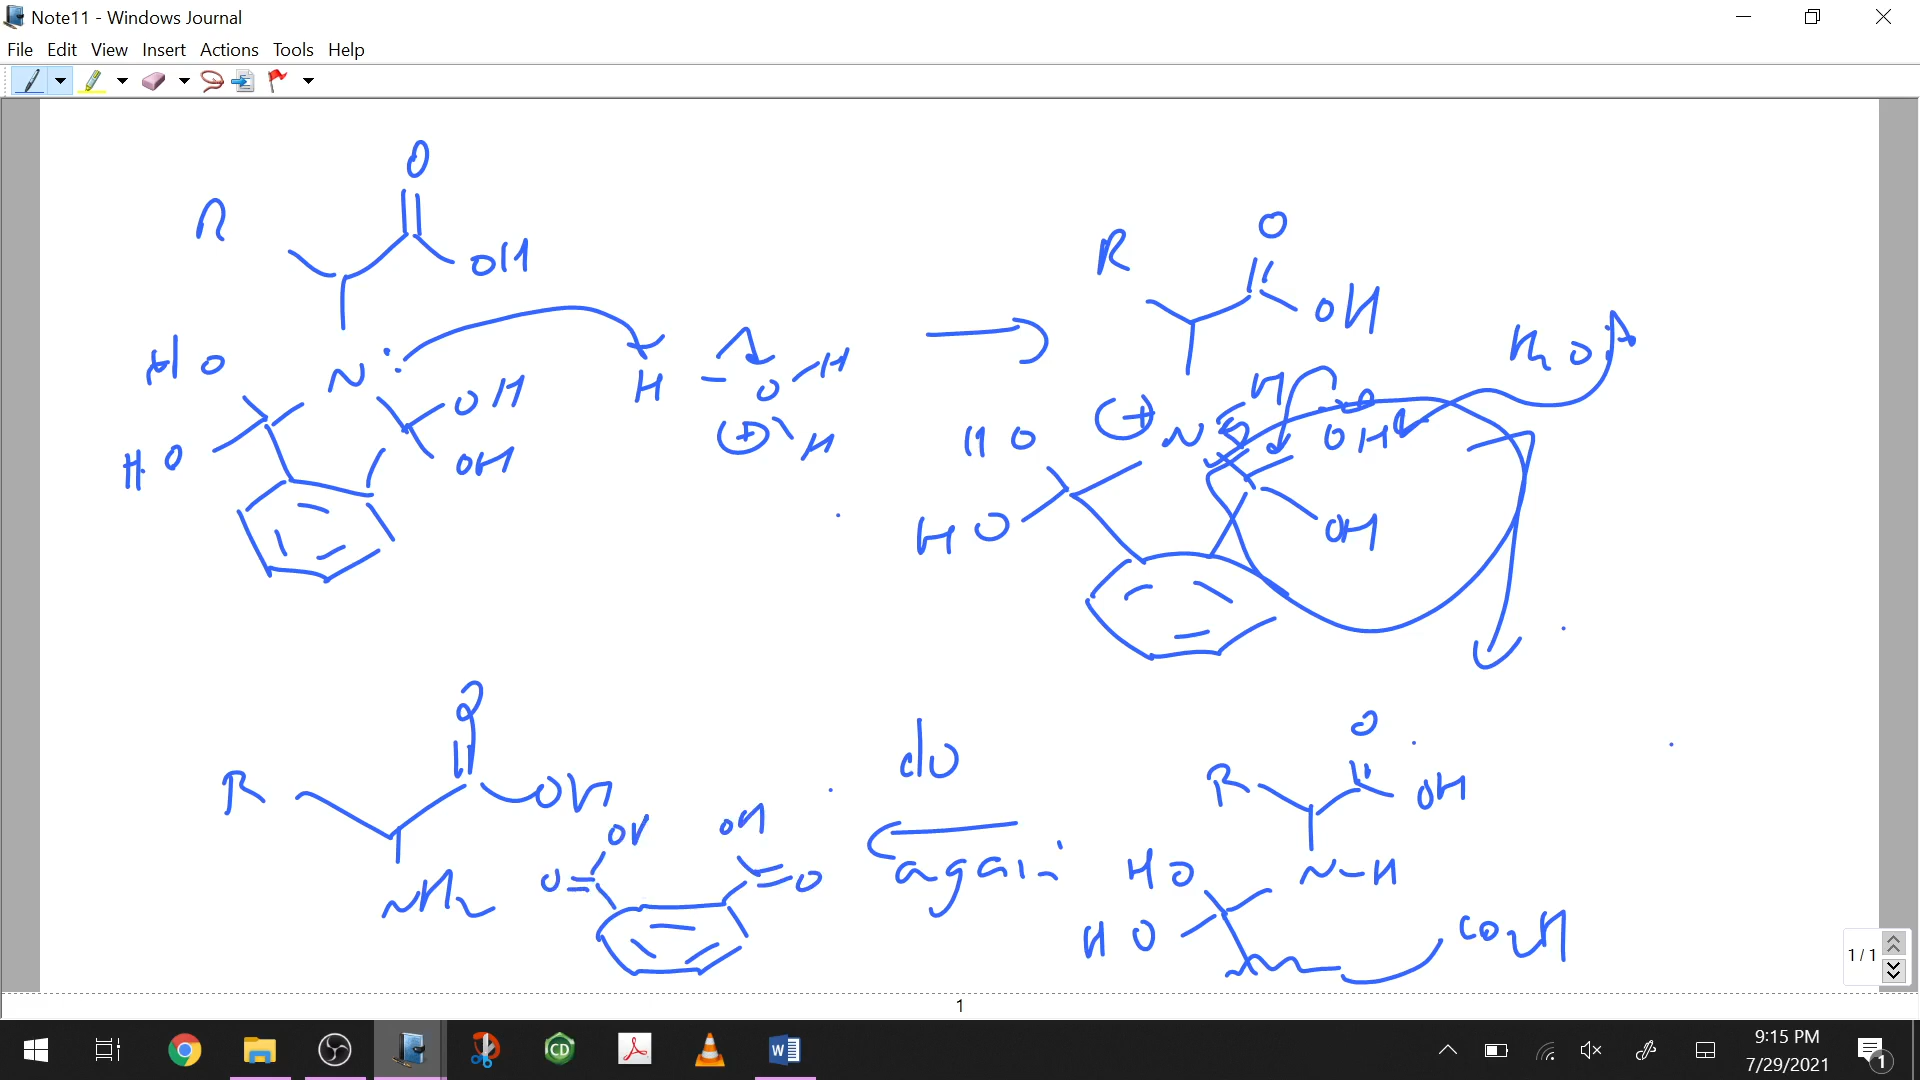 Note11 - Windows Journal
File Edit View Insert Actions Tools Help
O
R
OH
O
R
OH
H2O
HO
N:
OH
H
O
H
H
HO
N
OH
HO
OH
(+)
H
HO
OH
O
R
OH
do
O
R
OH
NH2
OH
O
O
again
HO
N-H
HO
CO2H
1 / 1
1
CD
W
9:15 PM
7/29/2021
1